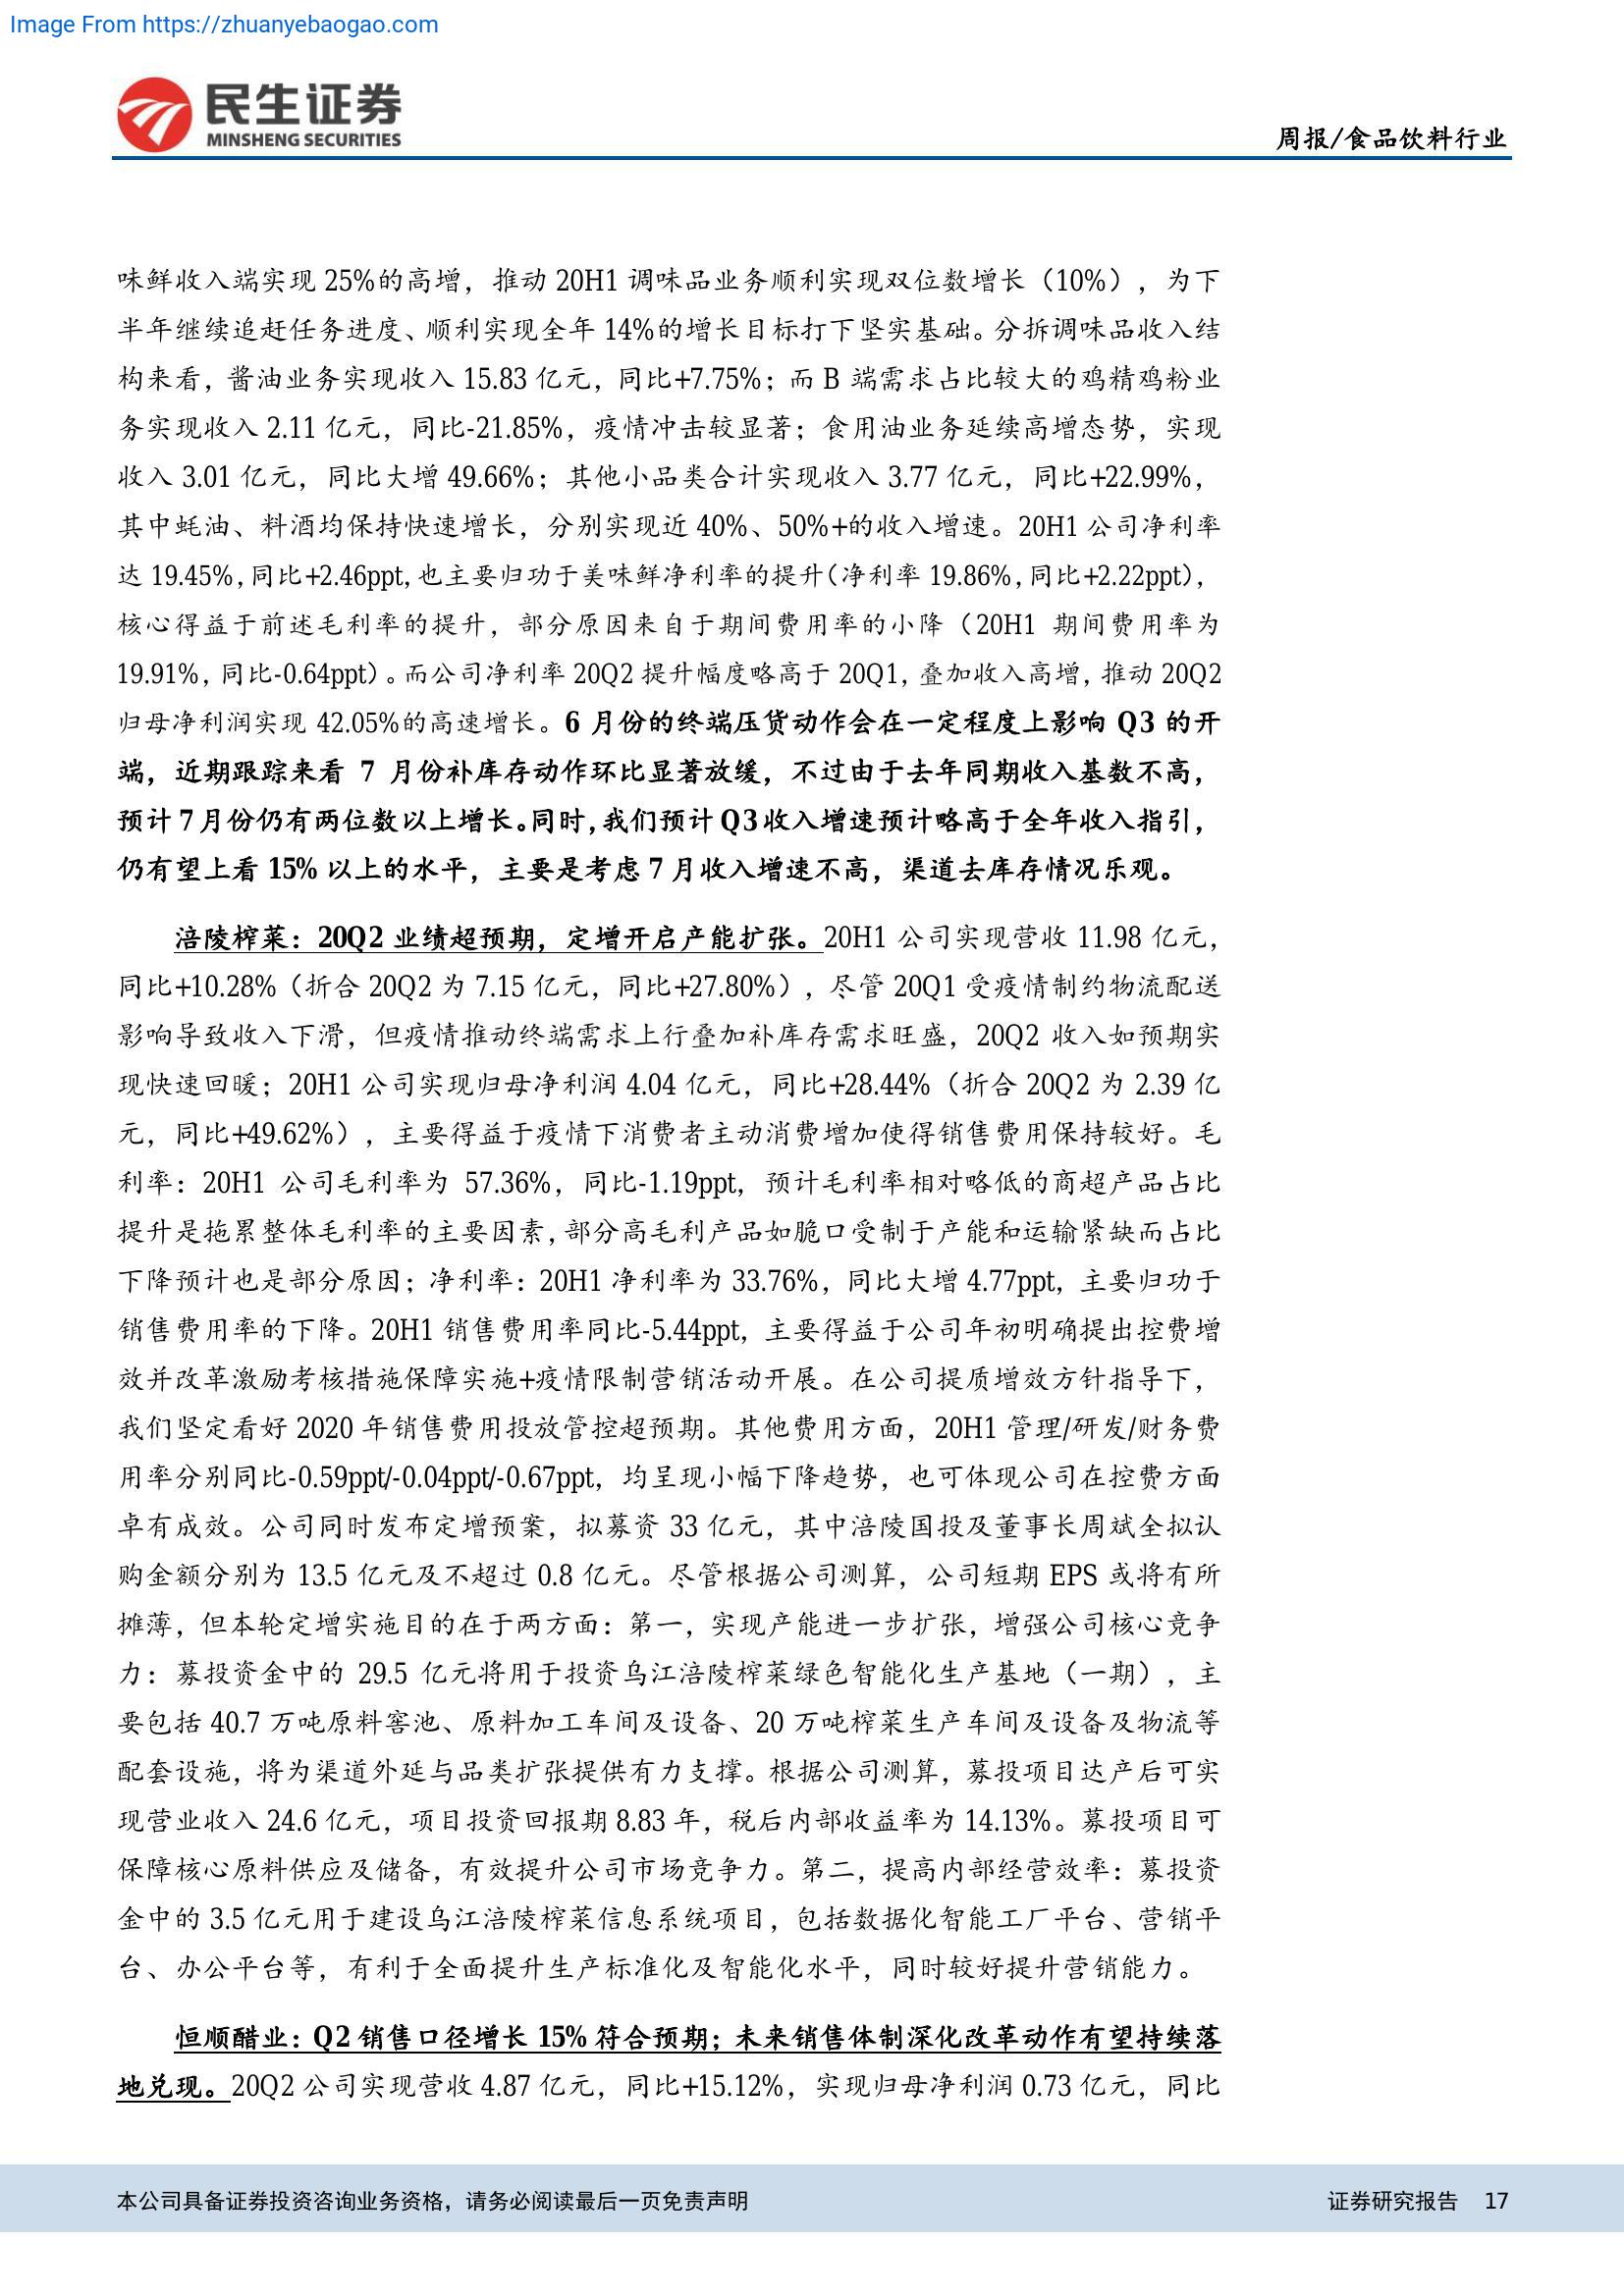 Image From https://zhuanyebaogao.com
民生证券
MINSHENG SECURITIES
周报/食品饮料行业
味鲜收入端实现 25%的高增，推动 20H1 调味品业务顺利实现双位数增长（10%），为下
半年继续追赶任务进度、顺利实现全年 14%的增长目标打下坚实基础。分拆调味品收入结
构来看，酱油业务实现收入 15.83 亿元，同比+7.75%；而 B 端需求占比较大的鸡精鸡粉业
务实现收入 2.11 亿元，同比-21.85%，疫情冲击较显著；食用油业务延续高增态势，实现
收入 3.01 亿元，同比大增 49.66%；其他小品类合计实现收入 3.77 亿元，同比+22.99%，
其中蚝油、料酒均保持快速增长，分别实现近 40%、50%+的收入增速。20H1 公司净利率
达 19.45%，同比+2.46ppt，也主要归功于美味鲜净利率的提升（净利率 19.86%，同比+2.22ppt），
核心得益于前述毛利率的提升，部分原因来自于期间费用率的小降（20H1 期间费用率为
19.91%，同比-0.64ppt）。而公司净利率 20Q2 提升幅度略高于 20Q1，叠加收入高增，推动 20Q2
归母净利润实现 42.05%的高速增长。6 月份的终端压货动作会在一定程度上影响 Q3 的开
端，近期跟踪来看 7 月份补库存动作环比显著放缓，不过由于去年同期收入基数不高，
预计 7 月份仍有两位数以上增长。同时，我们预计 Q3 收入增速预计略高于全年收入指引，
仍有望上看 15% 以上的水平，主要是考虑 7 月收入增速不高，渠道去库存情况乐观。
涪陵榨菜：20Q2 业绩超预期，定增开启产能扩张。20H1 公司实现营收 11.98 亿元，
同比+10.28%（折合 20Q2 为 7.15 亿元，同比+27.80%），尽管 20Q1 受疫情制约物流配送
影响导致收入下滑，但疫情推动终端需求上行叠加补库存需求旺盛，20Q2 收入如预期实
现快速回暖；20H1 公司实现归母净利润 4.04 亿元，同比+28.44%（折合 20Q2 为 2.39 亿
元，同比+49.62%），主要得益于疫情下消费者主动消费增加使得销售费用保持较好。毛
利率：20H1 公司毛利率为 57.36%，同比-1.19ppt，预计毛利率相对略低的商超产品占比
提升是拖累整体毛利率的主要因素，部分高毛利产品如脆口受制于产能和运输紧缺而占比
下降预计也是部分原因；净利率：20H1 净利率为 33.76%，同比大增 4.77ppt，主要归功于
销售费用率的下降。20H1 销售费用率同比-5.44ppt，主要得益于公司年初明确提出控费增
效并改革激励考核措施保障实施+疫情限制营销活动开展。在公司提质增效方针指导下，
我们坚定看好 2020 年销售费用投放管控超预期。其他费用方面，20H1 管理/研发/财务费
用率分别同比-0.59ppt/-0.04ppt/-0.67ppt，均呈现小幅下降趋势，也可体现公司在控费方面
卓有成效。公司同时发布定增预案，拟募资 33 亿元，其中涪陵国投及董事长周斌全拟认
购金额分别为 13.5 亿元及不超过 0.8 亿元。尽管根据公司测算，公司短期 EPS 或将有所
摊薄，但本轮定增实施目的在于两方面：第一，实现产能进一步扩张，增强公司核心竞争
力：募投资金中的 29.5 亿元将用于投资乌江涪陵榨菜绿色智能化生产基地（一期），主
要包括 40.7 万吨原料窖池、原料加工车间及设备、20 万吨榨菜生产车间及设备及物流等
配套设施，将为渠道外延与品类扩张提供有力支撑。根据公司测算，募投项目达产后可实
现营业收入 24.6 亿元，项目投资回报期 8.83 年，税后内部收益率为 14.13%。募投项目可
保障核心原料供应及储备，有效提升公司市场竞争力。第二，提高内部经营效率：募投资
金中的 3.5 亿元用于建设乌江涪陵榨菜信息系统项目，包括数据化智能工厂平台、营销平
台、办公平台等，有利于全面提升生产标准化及智能化水平，同时较好提升营销能力。
恒顺醋业：Q2 销售口径增长 15% 符合预期；未来销售体制深化改革动作有望持续落
地兑现。20Q2 公司实现营收 4.87 亿元，同比+15.12%，实现归母净利润 0.73 亿元，同比
本公司具备证券投资咨询业务资格，请务必阅读最后一页免责声明
证券研究报告 17